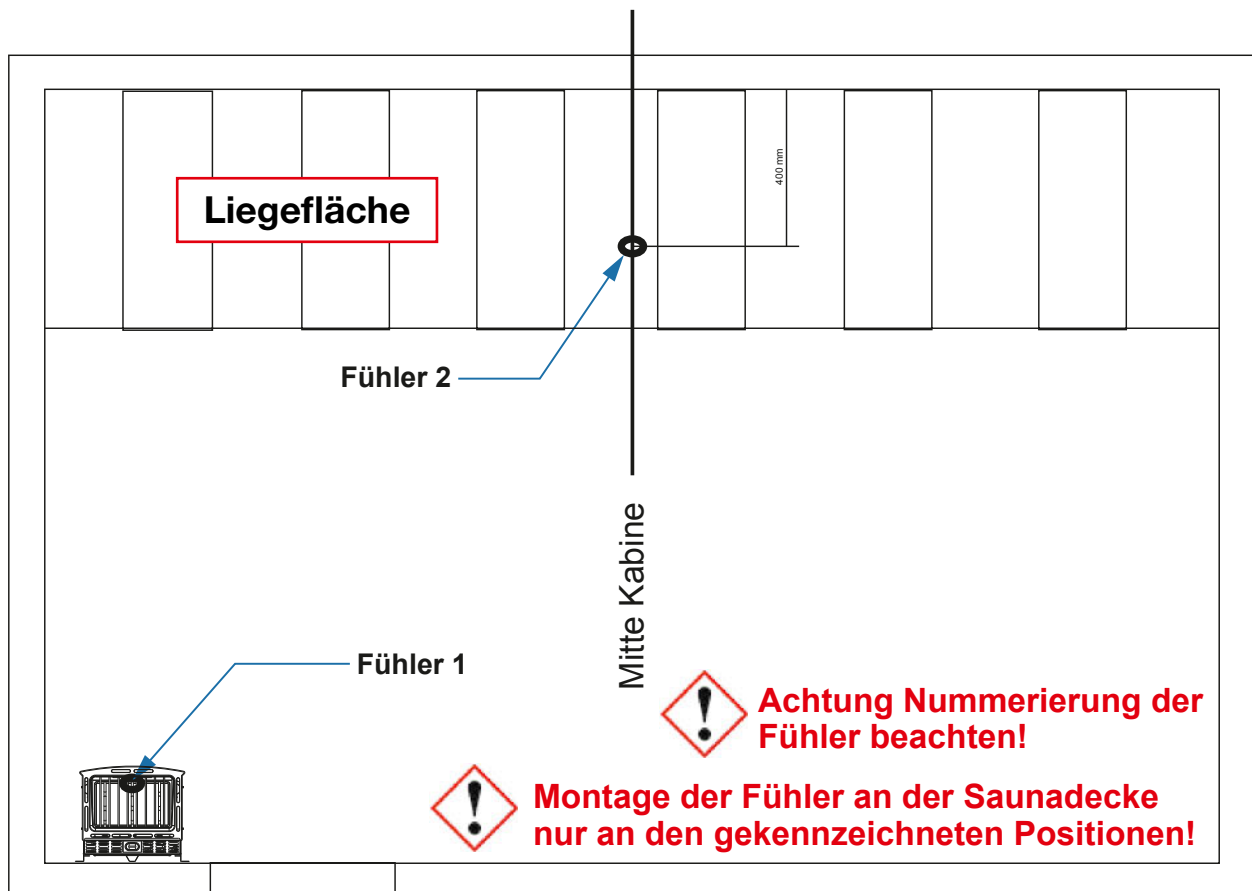 400 mm
Liegefläche
Fühler 2
Mitte Kabine
Fühler 1
Achtung Nummerierung der
Fühler beachten!
Montage der Fühler an der Saunadecke
nur an den gekennzeichneten Positionen!